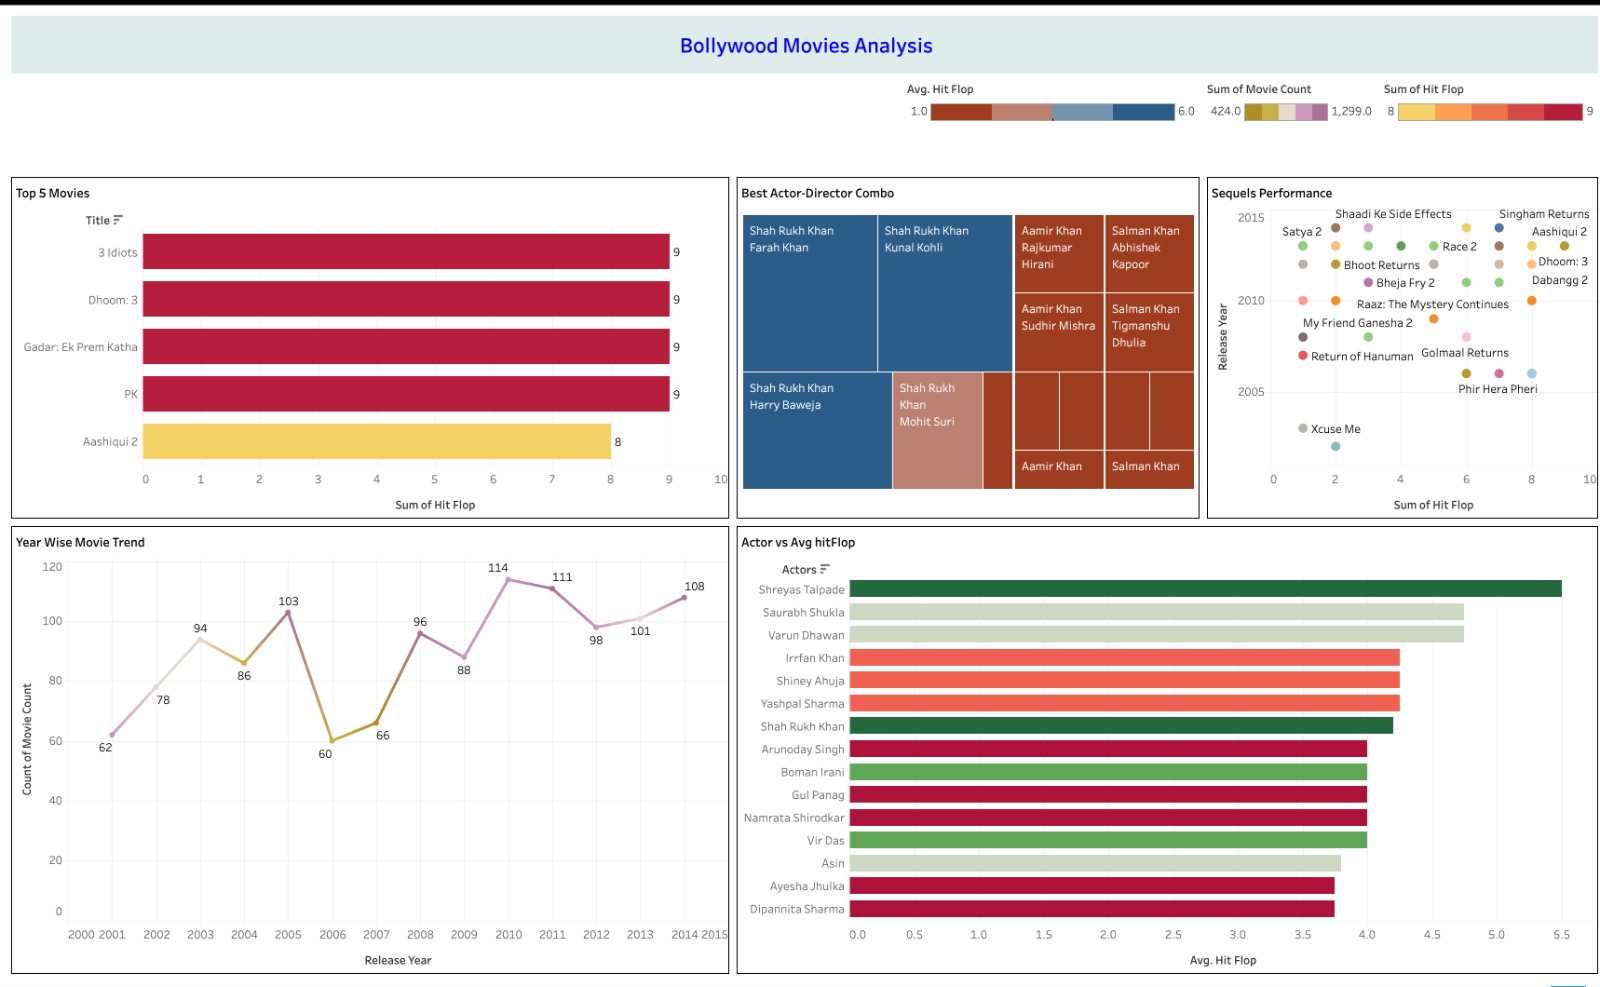 Bollywood Movies Analysis
Avg. Hit Flop
1.0
6.0
Sum of Movie Count
424.0
1,299.0
Sum of Hit Flop
8
9
Top 5 Movies
Title
3 Idiots
9
Dhoom: 3
9
Gadar: Ek Prem Katha
9
PK
9
Aashiqui 2
8
0 1 2 3 4 5 6 7 8 9 10
Sum of Hit Flop
Best Actor-Director Combo
Shah Rukh Khan
Farah Khan
Shah Rukh Khan
Kunal Kohli
Shah Rukh Khan
Harry Baweja
Shah Rukh
Khan
Mohit Suri
Aamir Khan
Rajkumar
Hirani
Salman Khan
Abhishek
Kapoor
Aamir Khan
Sudhir Mishra
Salman Khan
Tigmanshu
Dhulia
Aamir Khan
Salman Khan
Sequels Performance
Release Year
2015
2010
2005
Shaadi Ke Side Effects
Singham Returns
Satya 2
Aashiqui 2
Race 2
Bhoot Returns
Dhoom: 3
Bheja Fry 2
Dabangg 2
Raaz: The Mystery Continues
My Friend Ganesha 2
Return of Hanuman
Golmaal Returns
Phir Hera Pheri
Xcuse Me
0 2 4 6 8 10
Sum of Hit Flop
Year Wise Movie Trend
Count of Movie Count
120
100
80
60
40
20
0
62
78
94
86
103
60
66
96
88
114
111
98
101
108
2000 2001 2002 2003 2004 2005 2006 2007 2008 2009 2010 2011 2012 2013 2014 2015
Release Year
Actor vs Avg hitFlop
Actors
Shreyas Talpade
Saurabh Shukla
Varun Dhawan
Irrfan Khan
Shiney Ahuja
Yashpal Sharma
Shah Rukh Khan
Arunoday Singh
Boman Irani
Gul Panag
Namrata Shirodkar
Vir Das
Asin
Ayesha Jhulka
Dipannita Sharma
0.0 0.5 1.0 1.5 2.0 2.5 3.0 3.5 4.0 4.5 5.0 5.5
Avg. Hit Flop